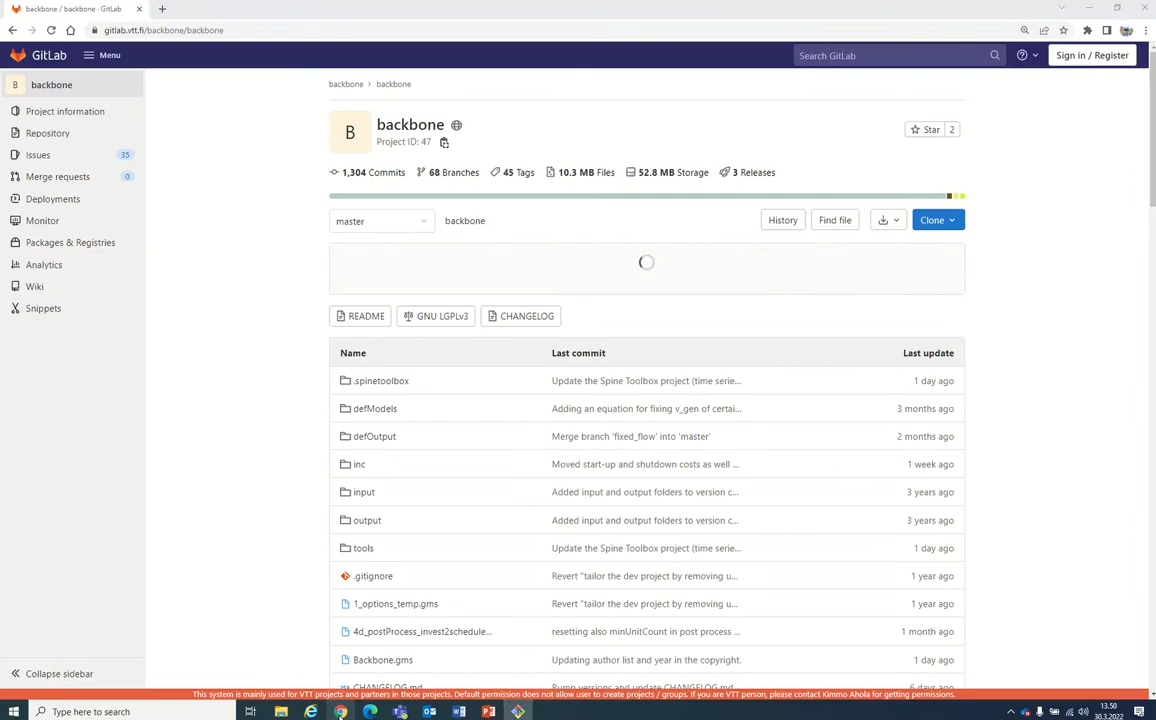 backbone / backbone · GitLab
gitlab.vtt.fi/backbone/backbone
GitLab
Menu
Search GitLab
Sign in / Register
B
backbone
Project information
Repository
Issues
35
Merge requests
0
Deployments
Monitor
Packages & Registries
Analytics
Wiki
Snippets
Collapse sidebar
backbone > backbone
B
backbone
Project ID: 47
Star 2
1,304 Commits 68 Branches 45 Tags 10.3 MB Files 52.8 MB Storage 3 Releases
master
backbone
History
Find file
Clone
README
GNU LGPLv3
CHANGELOG
Name Last commit Last update
.spinetoolbox Update the Spine Toolbox project (time serie... 1 day ago
defModels Adding an equation for fixing v_gen of certai... 3 months ago
defOutput Merge branch 'fixed_flow' into 'master' 2 months ago
inc Moved start-up and shutdown costs as well ... 1 week ago
input Added input and output folders to version c... 3 years ago
output Added input and output folders to version c... 3 years ago
tools Update the Spine Toolbox project (time serie... 1 day ago
.gitignore Revert "tailor the dev project by removing u... 1 year ago
1_options_temp.gms Revert "tailor the dev project by removing u... 1 year ago
4d_postProcess_invest2schedule... resetting also minUnitCount in post process ... 1 month ago
Backbone.gms Updating author list and year in the copyright. 1 day ago
CHANGELOG.md Bump versions and update CHANGELOG.md 6 days ago
This system is mainly used for VTT projects and partners in those projects. Default permission does not allow user to create projects / groups. If you are VTT person, please contact Kimmo Ahola for getting permissions.
Type here to search
13.50
30.3.2022